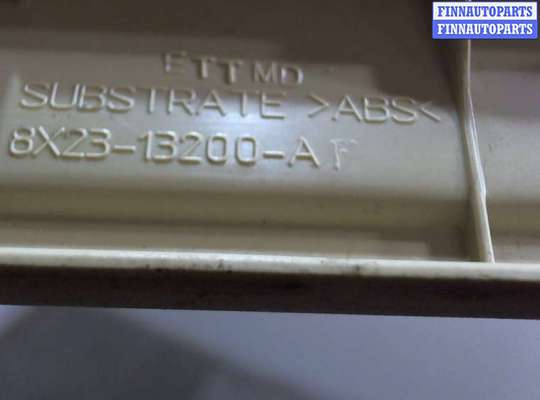 FINNAUTOPARTS
FINNAUTOPARTS
ETTMD
SUBSTRATE >ABS<
8X23-13200-AF